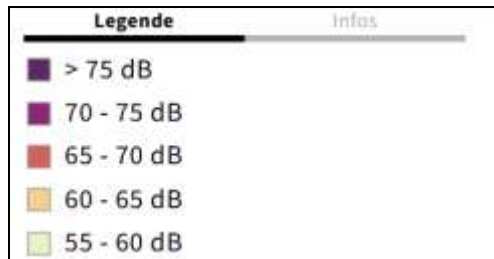 Legende Infos
> 75 dB
70 - 75 dB
65 - 70 dB
60 - 65 dB
55 - 60 dB